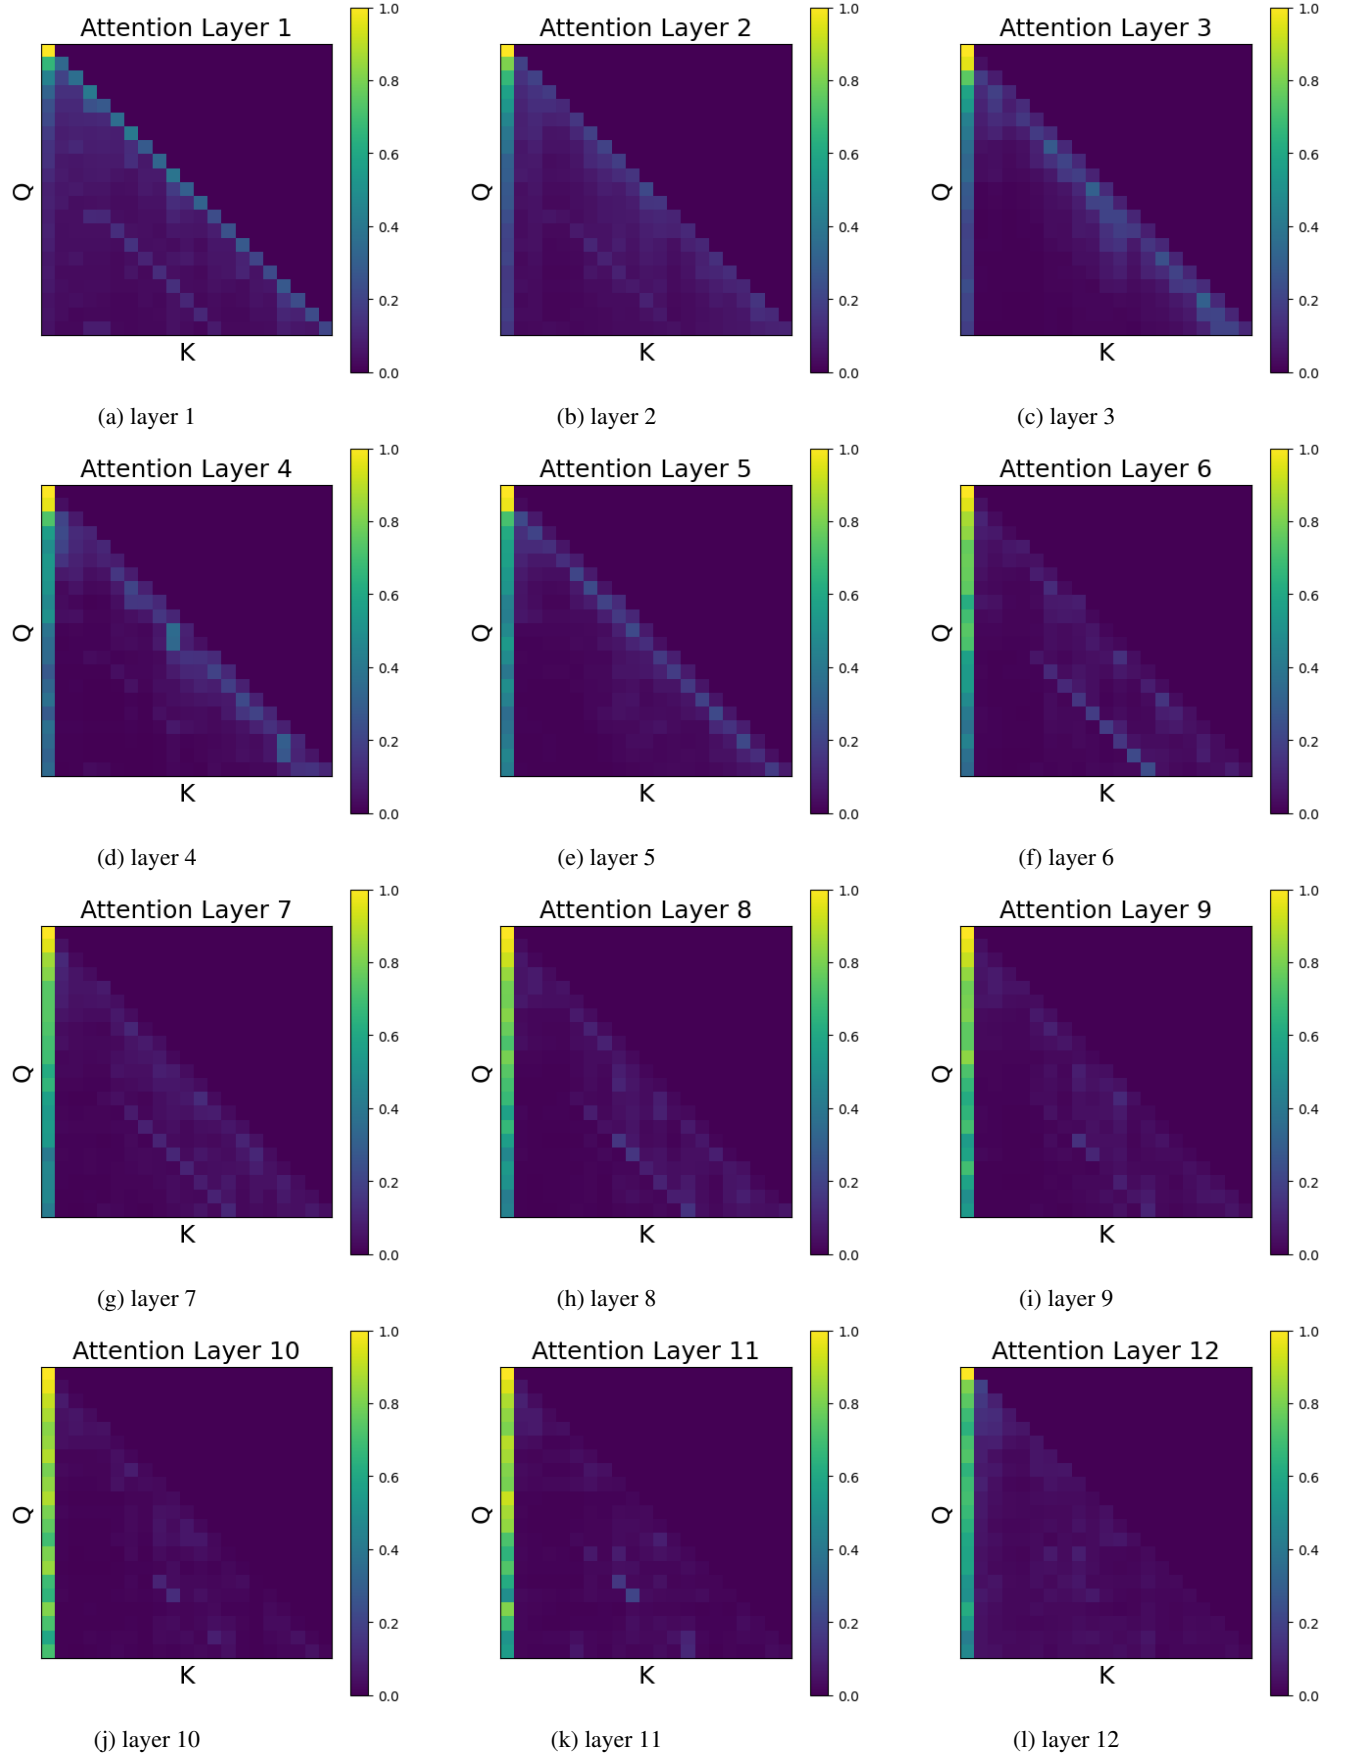 Attention Layer 1
1.0
0.8
0.6
0.4
0.2
0.0
Q
K
(a) layer 1
Attention Layer 2
1.0
0.8
0.6
0.4
0.2
0.0
Q
K
(b) layer 2
Attention Layer 3
1.0
0.8
0.6
0.4
0.2
0.0
Q
K
(c) layer 3
Attention Layer 4
1.0
0.8
0.6
0.4
0.2
0.0
Q
K
(d) layer 4
Attention Layer 5
1.0
0.8
0.6
0.4
0.2
0.0
Q
K
(e) layer 5
Attention Layer 6
1.0
0.8
0.6
0.4
0.2
0.0
Q
K
(f) layer 6
Attention Layer 7
1.0
0.8
0.6
0.4
0.2
0.0
Q
K
(g) layer 7
Attention Layer 8
1.0
0.8
0.6
0.4
0.2
0.0
Q
K
(h) layer 8
Attention Layer 9
1.0
0.8
0.6
0.4
0.2
0.0
Q
K
(i) layer 9
Attention Layer 10
1.0
0.8
0.6
0.4
0.2
0.0
Q
K
(j) layer 10
Attention Layer 11
1.0
0.8
0.6
0.4
0.2
0.0
Q
K
(k) layer 11
Attention Layer 12
1.0
0.8
0.6
0.4
0.2
0.0
Q
K
(l) layer 12